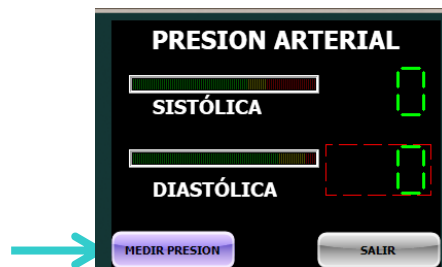 PRESION ARTERIAL
0
SISTÓLICA
0
DIASTÓLICA
MEDIR PRESION
SALIR